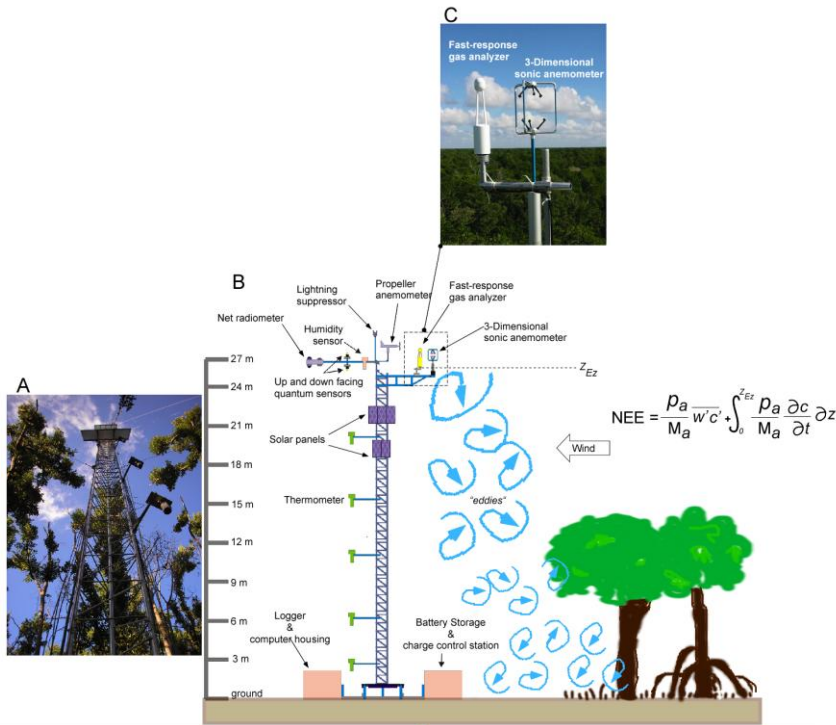 C
Fast-response
gas analyzer
3-Dimensional
sonic anemometer
B
Lightning
suppressor
Propeller
anemometer
Fast-response
gas analyzer
Net radiometer
Humidity
sensor
3-Dimensional
sonic anemometer
27 m
Z_Ez
A
24 m
Up and down facing
quantum sensors
21 m
Solar panels
18 m
NEE = p_a/M_a \overline{w'c'} + ∫_0^{Z_Ez} p_a/M_a ∂c/∂t ∂z
Wind
15 m
Thermometer
"eddies"
12 m
9 m
6 m
Logger
&
computer housing
Battery Storage
&
charge control station
3 m
ground